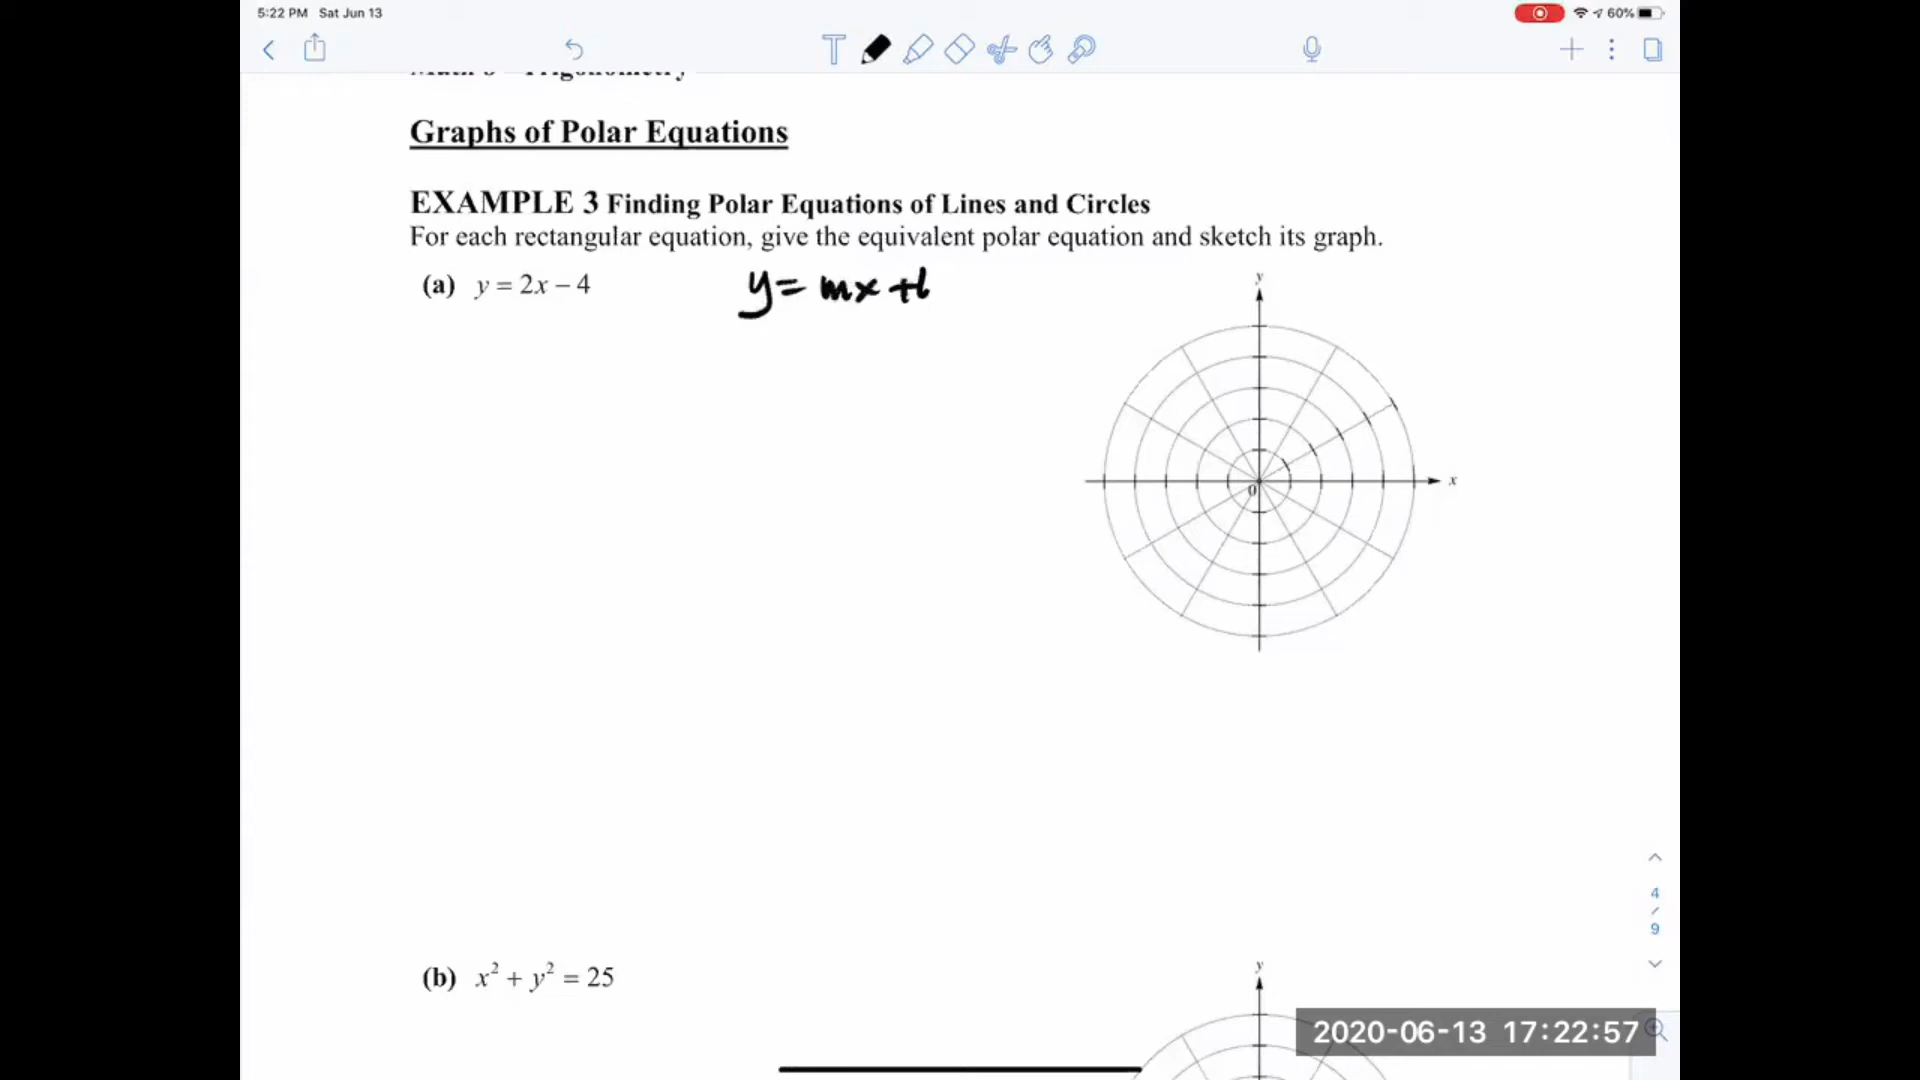 5:22 PM Sat Jun 13
60%
Graphs of Polar Equations
EXAMPLE 3 Finding Polar Equations of Lines and Circles
For each rectangular equation, give the equivalent polar equation and sketch its graph.
(a) y = 2x – 4
y = mx +
y
x
0
4
/
9
(b) x² + y² = 25
y
2020-06-13 17:22:57